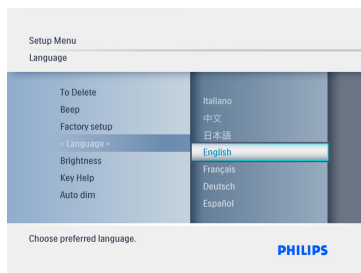 Setup Menu
Language
To Delete
Beep
Factory setup
« Language »
Brightness
Key Help
Auto dim
Italiano
中文
日本語
English
Français
Deutsch
Español
Choose preferred language.
PHILIPS